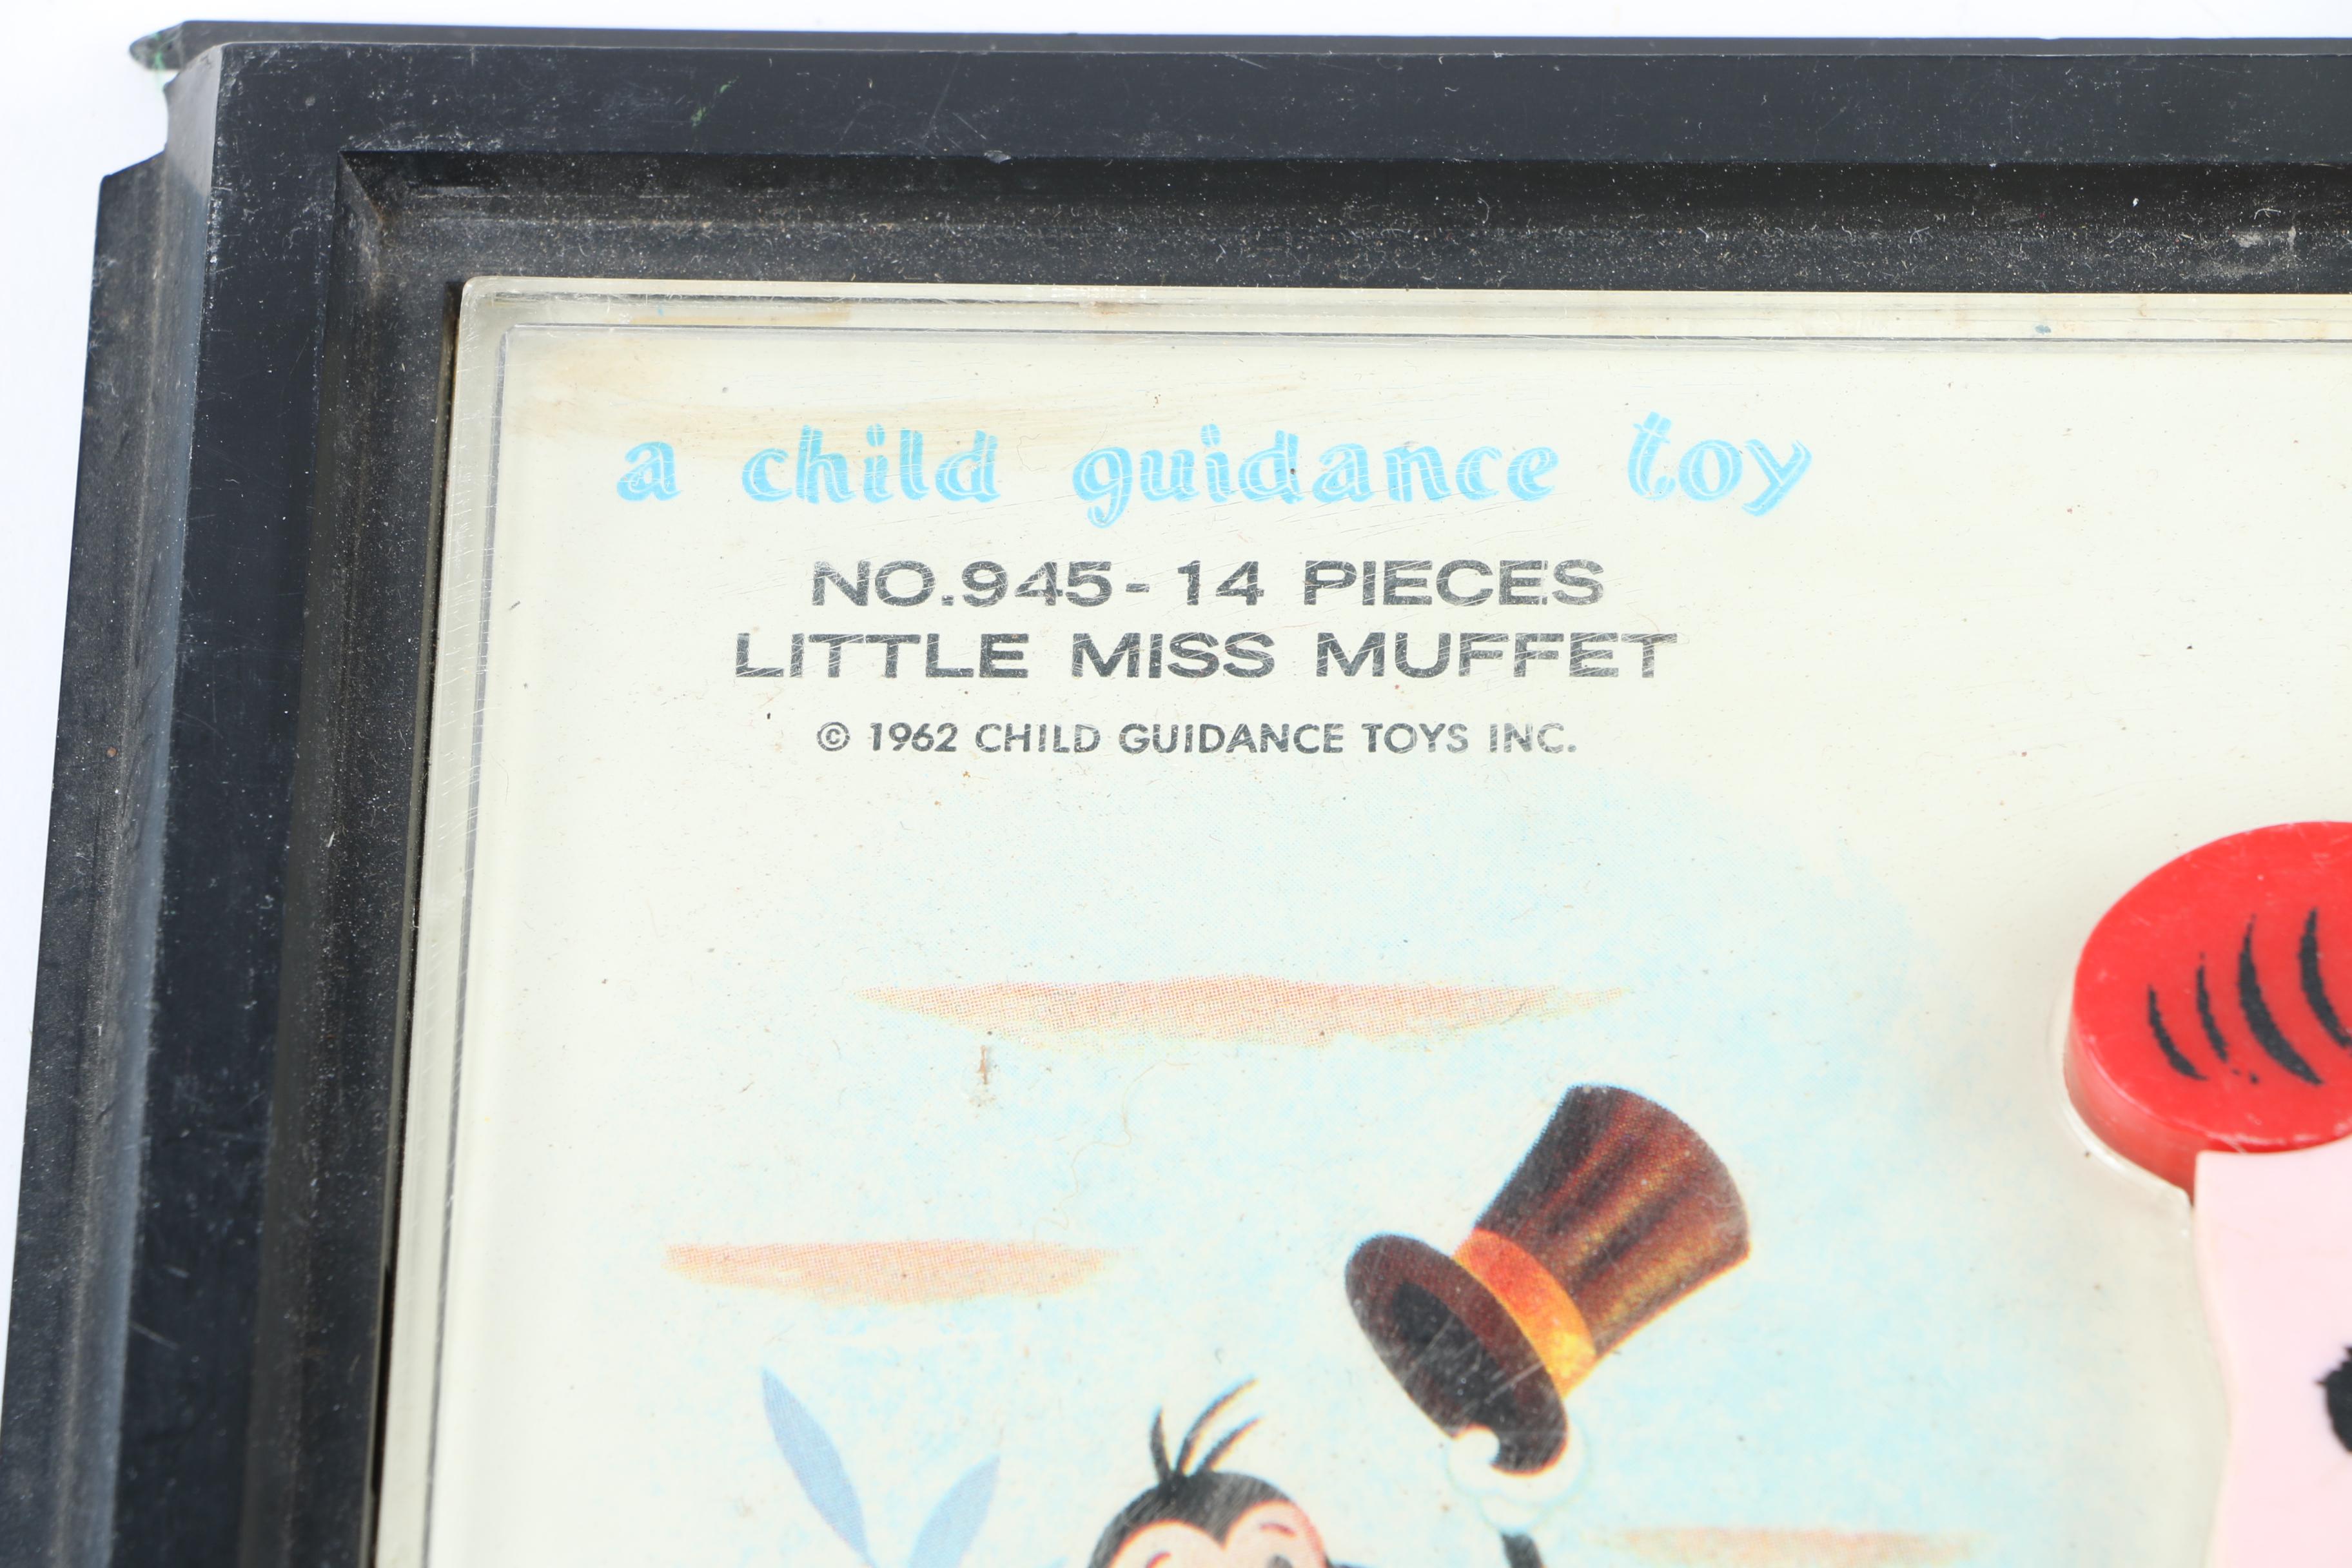 a child guidance toy
NO.945-14 PIECES
LITTLE MISS MUFFET
© 1962 CHILD GUIDANCE TOYS INC.